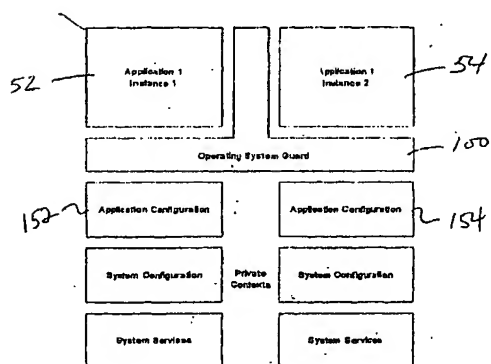 52
Application 1
Instance 1
Application 1
Instance 2
54
Operating System Guard
100
152
Application Configuration
Application Configuration
154
System Configuration
Private
Contexts
System Configuration
System Services
System Services